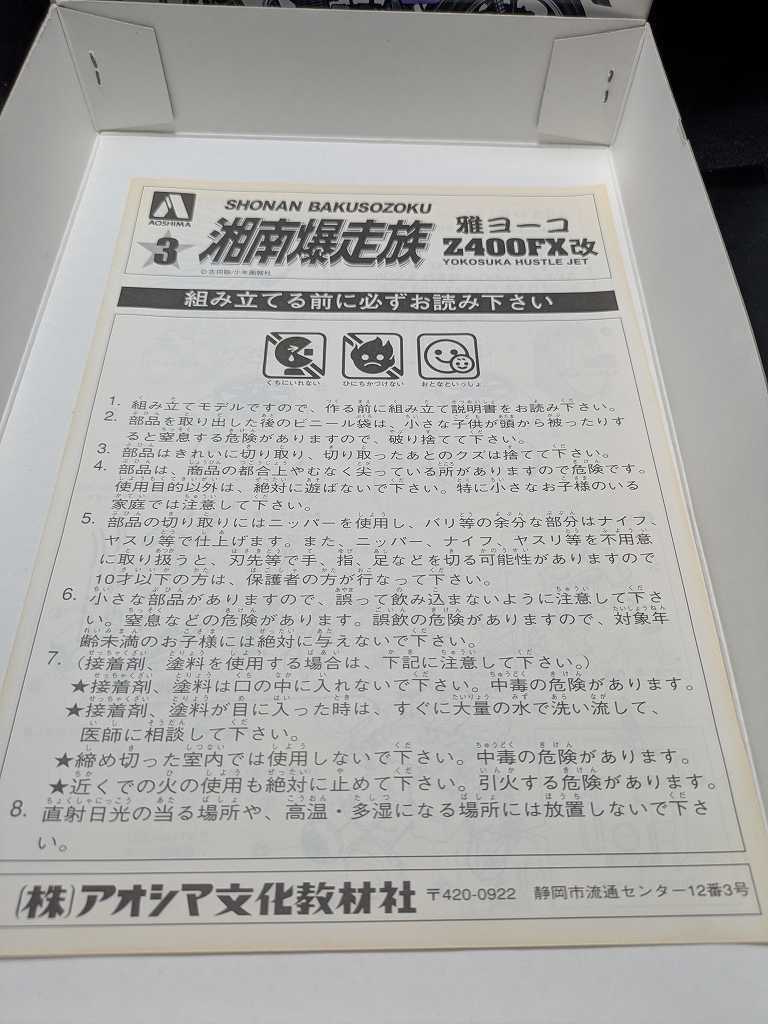 AOSHIMA
3
SHONAN BAKUSOZOKU
湘南爆走族
©吉田聡/少年画報社
雅ヨーコ
Z400FX改
YOKOSUKA HUSTLE JET
組み立てる前に必ずお読み下さい
くちにいれない
ひにちかづけない
おとなといっしょ
1. 組み立てモデルですので、作る前に組み立て説明書をお読み下さい。
2. 部品を取り出した後のビニール袋は、小さな子供が頭から被ったりす
ると窒息する危険がありますので、破り捨てて下さい。
3. 部品はきれいに切り取り、切り取ったあとのクズは捨てて下さい。
4. 部品は、商品の都合上やむなく尖っている所がありますので危険です。
使用目的以外は、絶対に遊ばないで下さい。特に小さなお子様のいる
家庭では注意して下さい。
5. 部品の切り取りにはニッパーを使用し、バリ等の余分な部分はナイフ、
ヤスリ等で仕上げます。また、ニッパー、ナイフ、ヤスリ等を不用意
に取り扱うと、刃先等で手、指、足などを切る可能性がありますので
10才以下の方は、保護者の方が行なって下さい。
6. 小さな部品がありますので、誤って飲み込まないように注意して下さ
い。窒息などの危険があります。誤飲の危険がありますので、対象年
齢未満のお子様には絶対に与えないで下さい。
7. (接着剤、塗料を使用する場合は、下記に注意して下さい。)
★接着剤、塗料は口の中に入れないで下さい。中毒の危険があります。
★接着剤、塗料が目に入った時は、すぐに大量の水で洗い流して、
医師に相談して下さい。
★締め切った室内では使用しないで下さい。中毒の危険があります。
★近くでの火の使用も絶対に止めて下さい。引火する危険があります。
8. 直射日光の当る場所や、高温・多湿になる場所には放置しないで下さ
い。
(株)アオシマ文化教材社 〒420-0922 静岡市流通センター12番3号